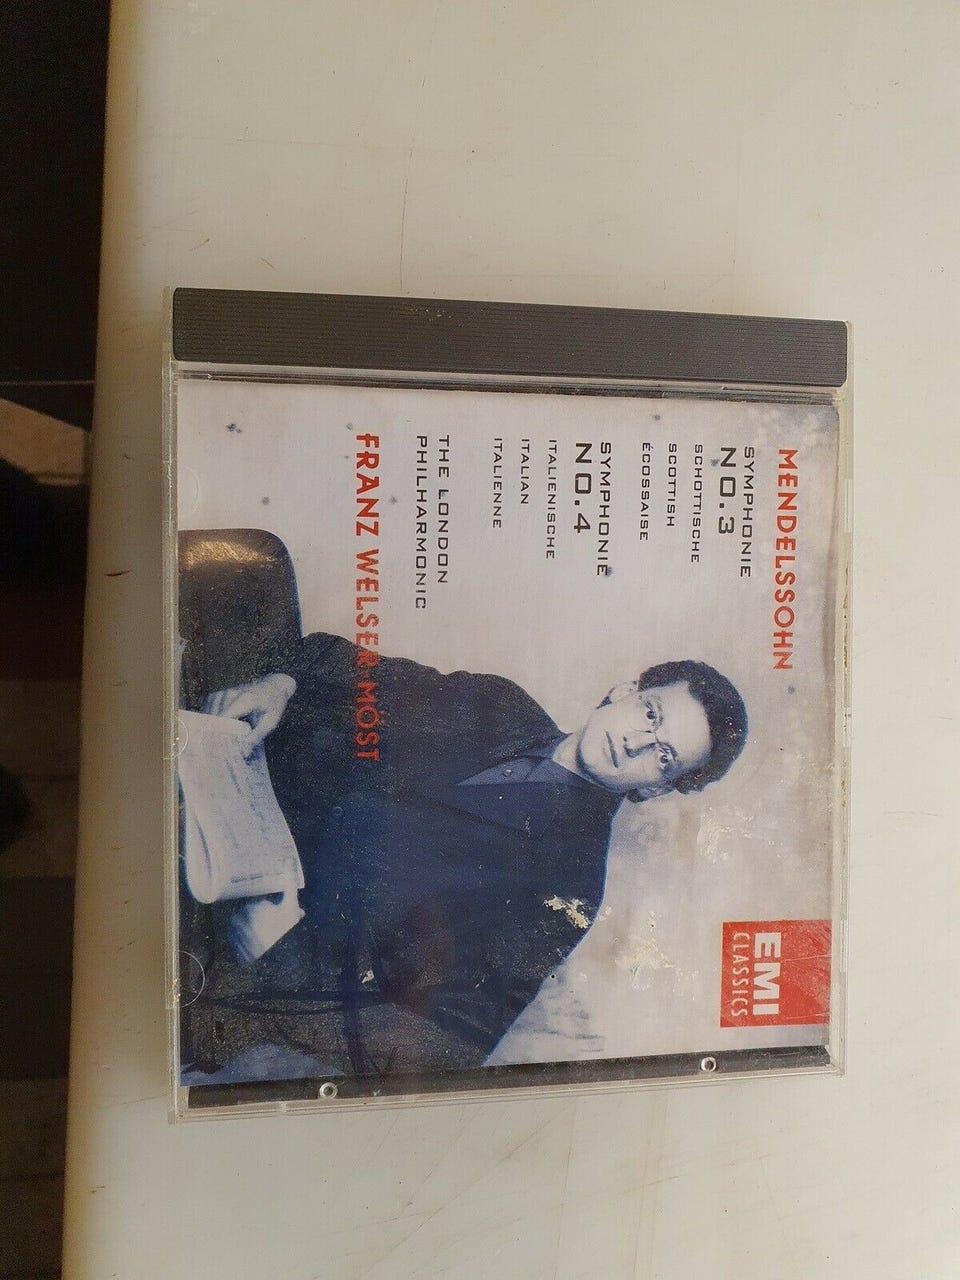 MENDELSSOHN
SYMPHONIE
NO.3
SCHOTTISCHE
SCOTTISH
ÉCOSSAISE
SYMPHONIE
NO.4
ITALIENISCHE
ITALIAN
ITALIENNE
THE LONDON
PHILHARMONIC
FRANZ WELSER-MÖST
EMI
CLASSICS